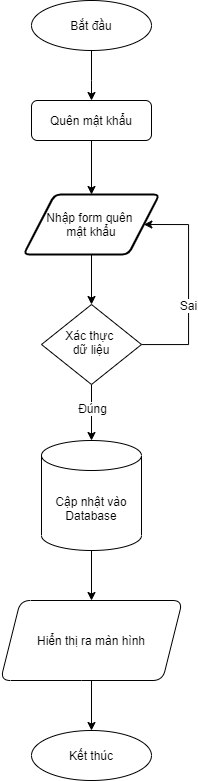 Bắt đầu
Quên mật khẩu
Nhập form quên
mật khẩu
Xác thực
dữ liệu
Sai
Đúng
Cập nhật vào
Database
Hiển thị ra màn hình
Kết thúc